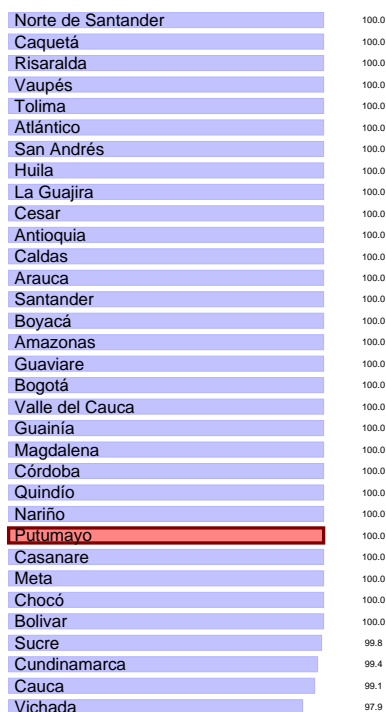 Norte de Santander 100.0
Caquetá 100.0
Risaralda 100.0
Vaupés 100.0
Tolima 100.0
Atlántico 100.0
San Andrés 100.0
Huila 100.0
La Guajira 100.0
Cesar 100.0
Antioquia 100.0
Caldas 100.0
Arauca 100.0
Santander 100.0
Boyacá 100.0
Amazonas 100.0
Guaviare 100.0
Bogotá 100.0
Valle del Cauca 100.0
Guainía 100.0
Magdalena 100.0
Córdoba 100.0
Quindío 100.0
Nariño 100.0
Putumayo 100.0
Casanare 100.0
Meta 100.0
Chocó 100.0
Bolivar 100.0
Sucre 99.8
Cundinamarca 99.4
Cauca 99.1
Vichada 97.9